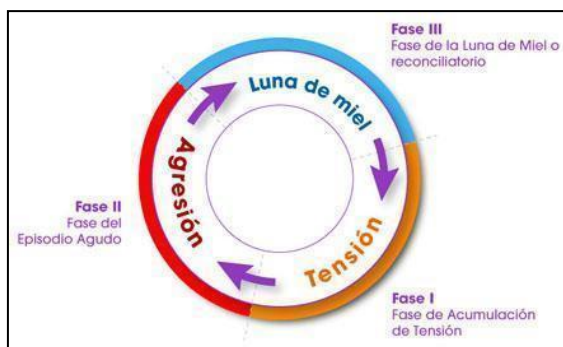 Fase III
Fase de la Luna de Miel o
reconciliatorio
Luna de miel
Agresión
Fase II
Fase del
Episodio Agudo
Tensión
Fase I
Fase de Acumulación
de Tensión